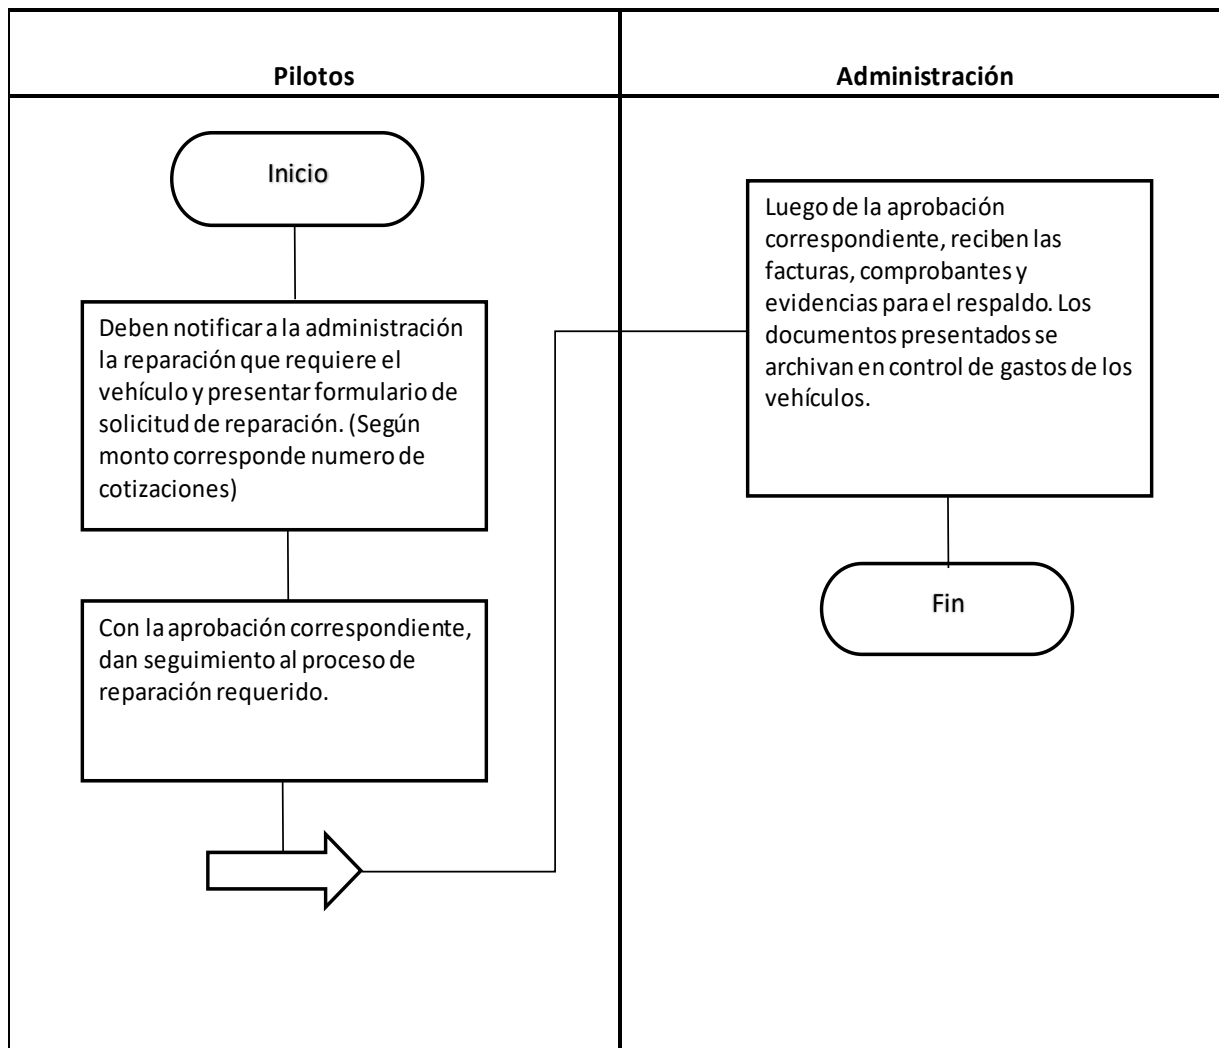 Pilotos
Administración
Inicio
Deben notificar a la administración
la reparación que requiere el
vehículo y presentar formulario de
solicitud de reparación. (Según
monto corresponde numero de
cotizaciones)
Con la aprobación correspondiente,
dan seguimiento al proceso de
reparación requerido.
Luego de la aprobación
correspondiente, reciben las
facturas, comprobantes y
evidencias para el respaldo. Los
documentos presentados se
archivan en control de gastos de los
vehículos.
Fin